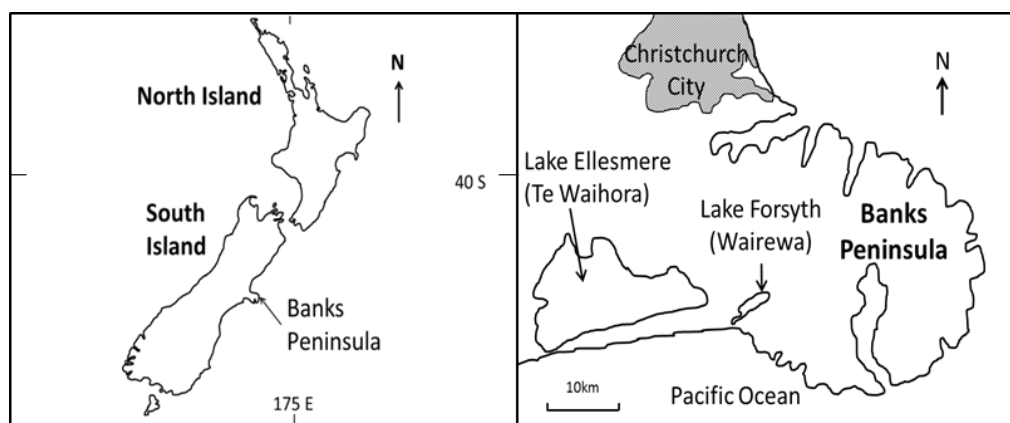 N
North Island
40 S
South
Island
Banks
Peninsula
175 E
Christchurch
City
N
Lake Ellesmere
(Te Waihora)
Lake Forsyth
(Wairewa)
Banks
Peninsula
10km
Pacific Ocean